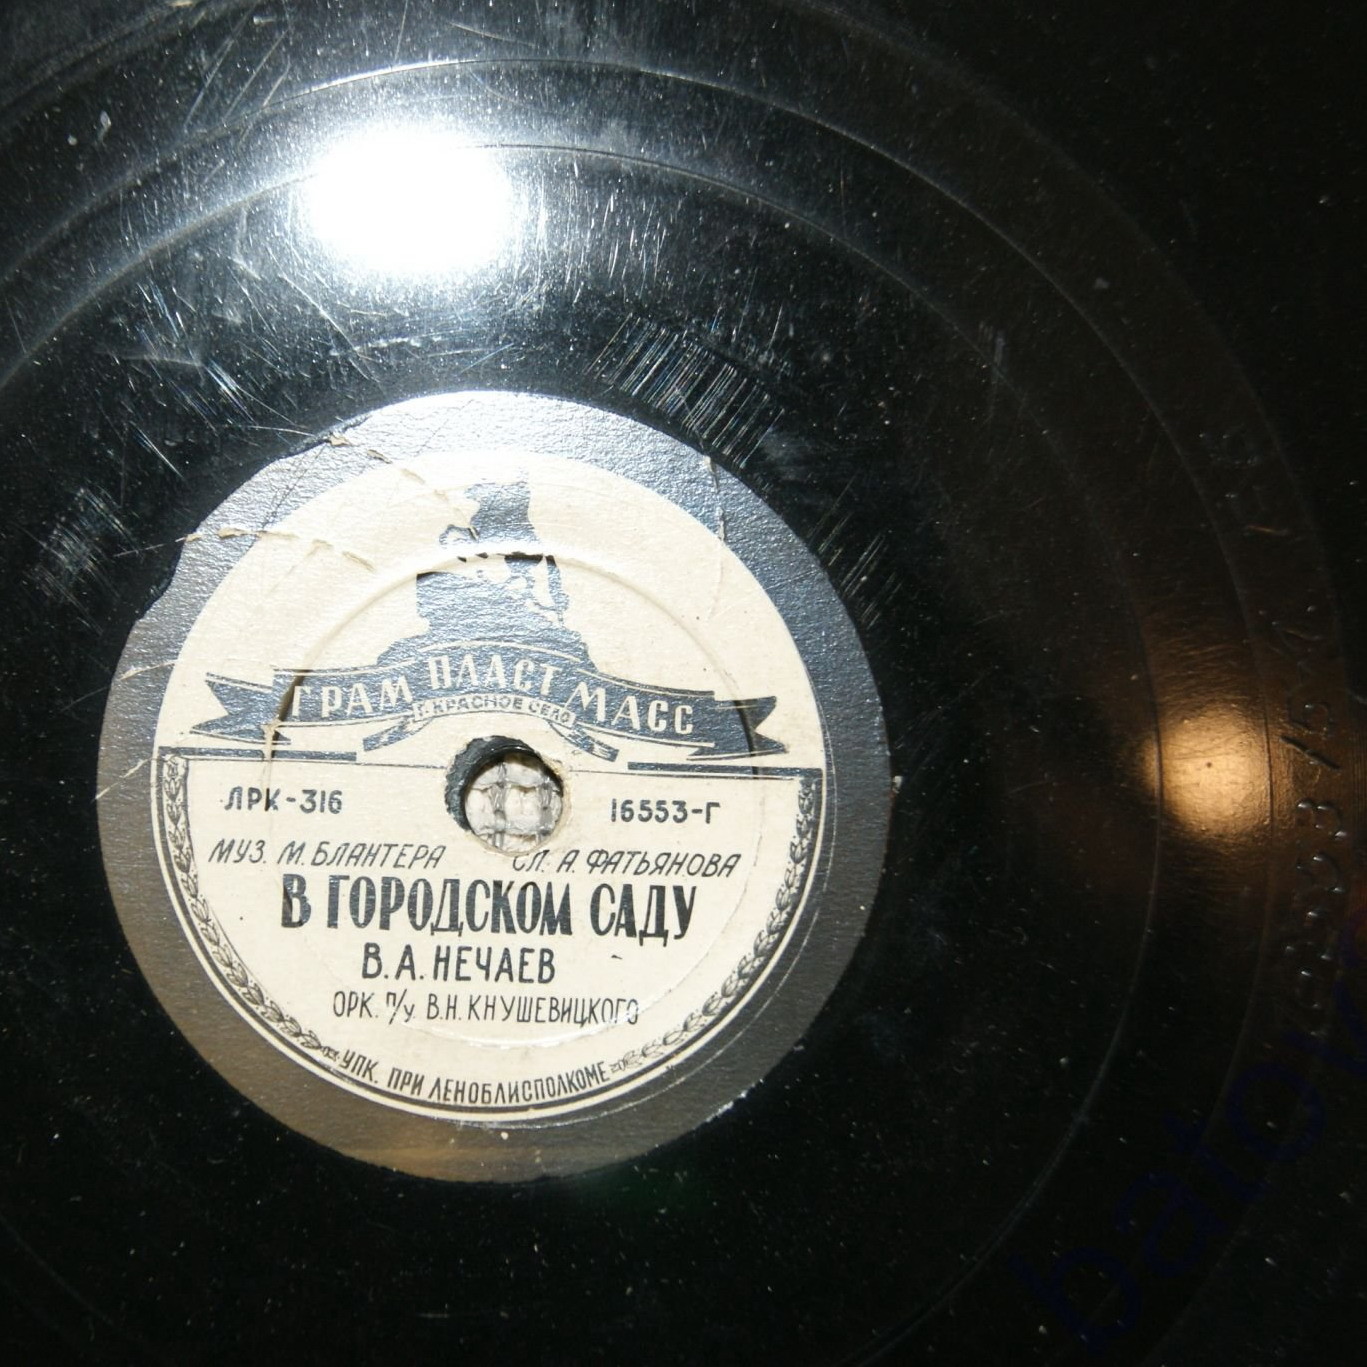 ГРАМ ПЛАСТ МАСС
Г. КРАСНОЕ СЕЛО
ЛРК-316 16553-Г
МУЗ. М. БЛАНТЕРА СЛ. А. ФАТЬЯНОВА
В ГОРОДСКОМ САДУ
В. А. НЕЧАЕВ
ОРК. П/У В. Н. КНУШЕВИЦКОГО
УПК. ПРИ ЛЕНОБЛИСПОЛКОМЕ